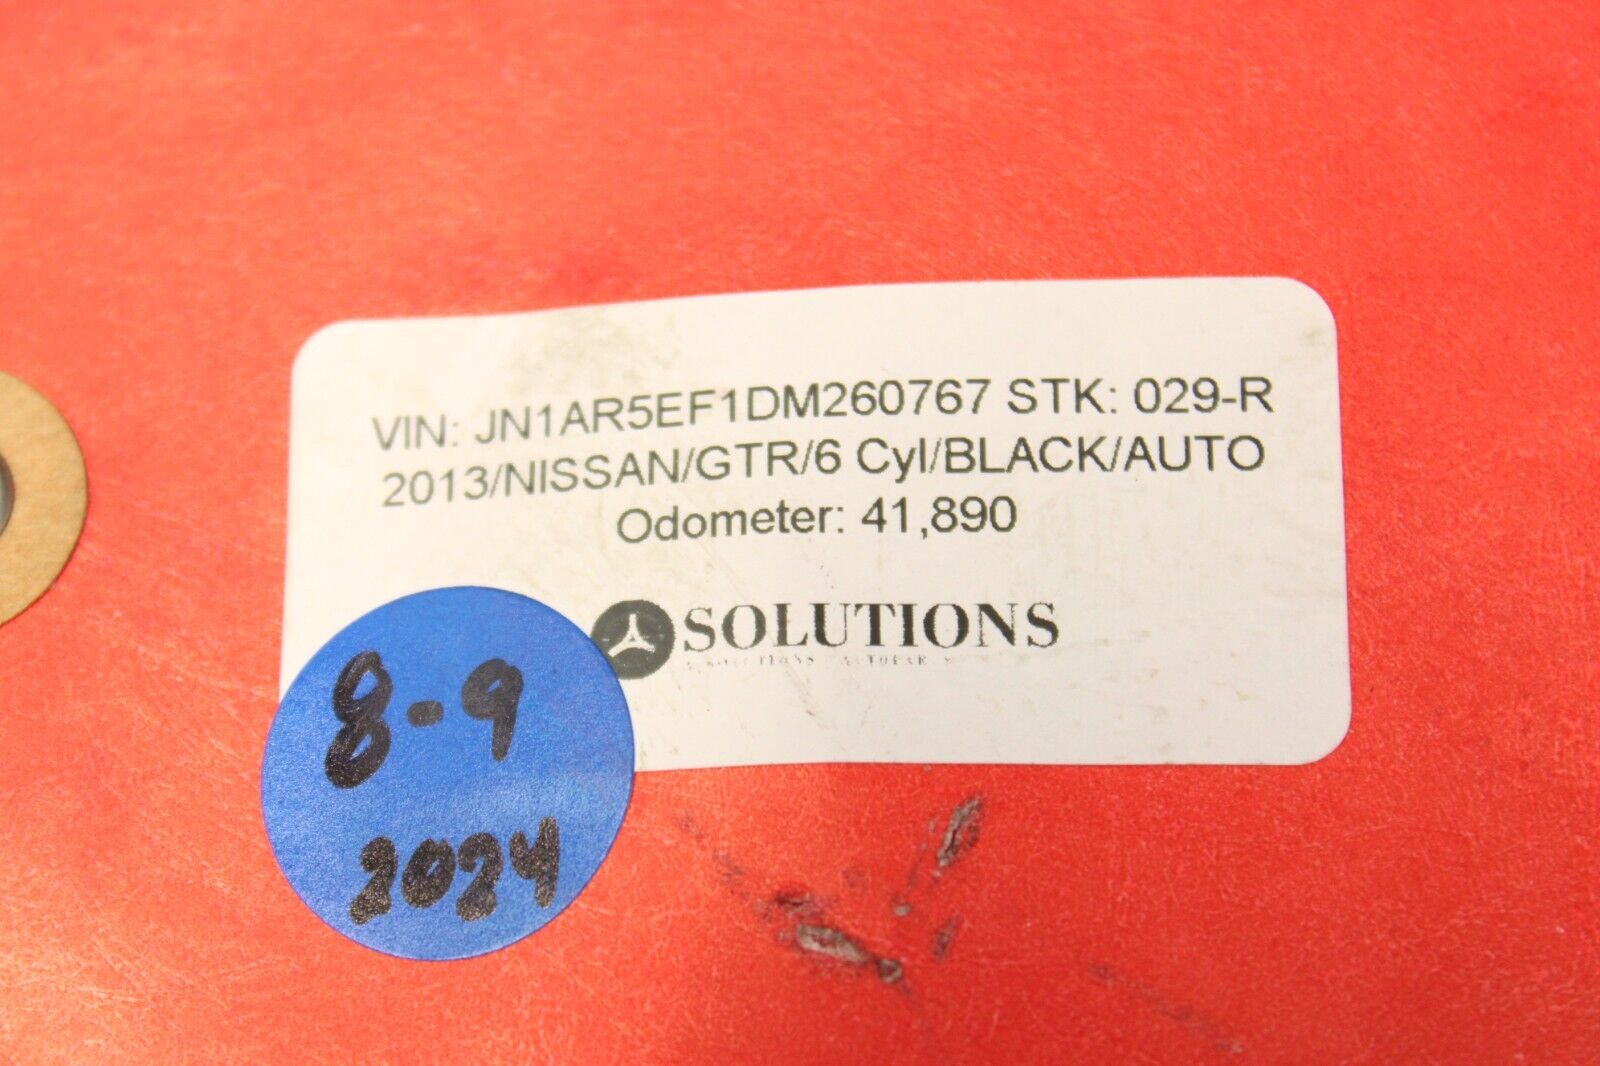 VIN: JN1AR5EF1DM260767 STK: 029-R
2013/NISSAN/GTR/6 Cyl/BLACK/AUTO
Odometer: 41,890
SOLUTIONS
8-9
2024